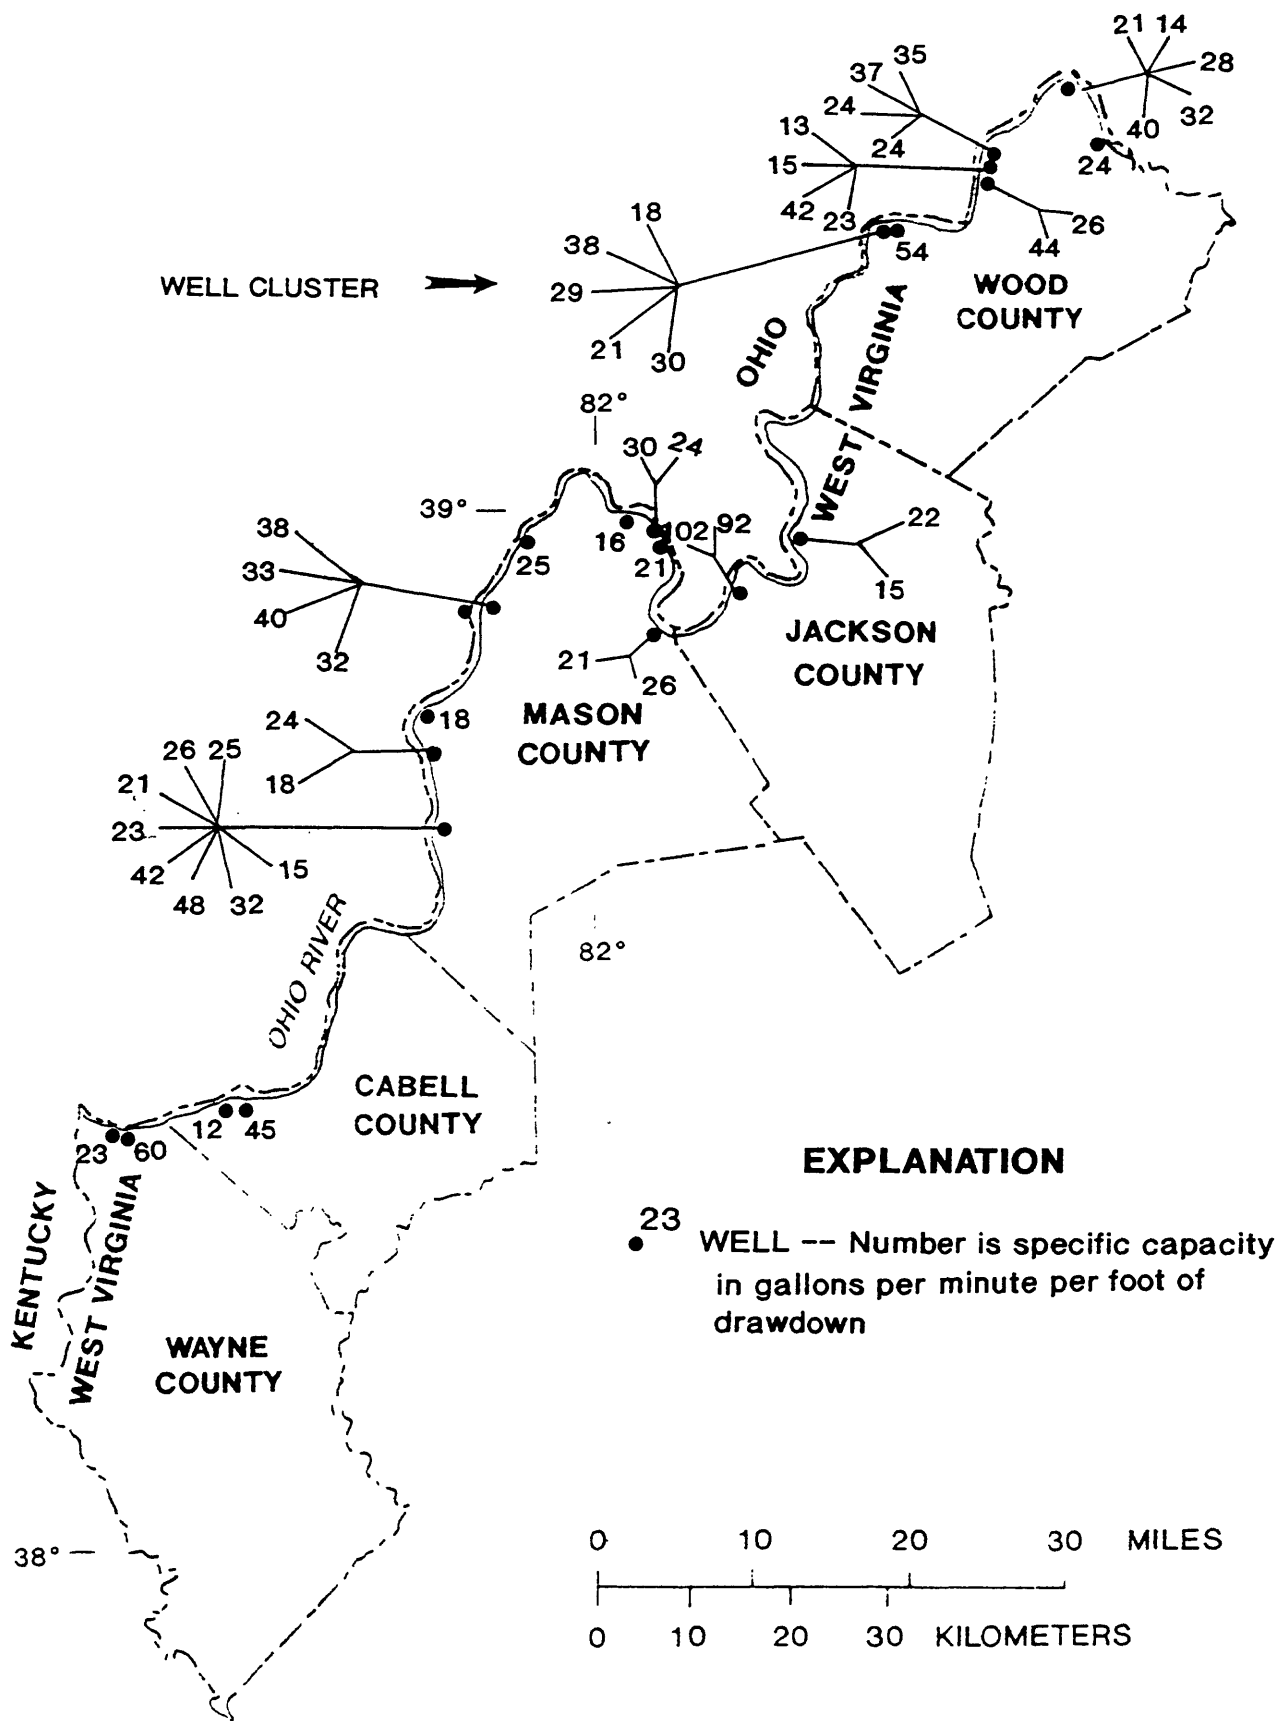 21 14
35
28
37
24
32
40
13
24
24
15
42
23
26
18
44
54
38
WELL CLUSTER
29
WOOD
COUNTY
21
30
OHIO
WEST VIRGINIA
82°
30 24
39°
38
22
16
102
92
25
21
33
15
40
JACKSON
COUNTY
32
21
26
MASON
COUNTY
24
18
18
26 25
21
23
42
15
48
32
OHIO RIVER
82°
CABELL
COUNTY
12
45
23
60
KENTUCKY
WEST VIRGINIA
EXPLANATION
23
WELL -- Number is specific capacity
in gallons per minute per foot of
drawdown
WAYNE
COUNTY
38°
0 10 20 30 MILES
0 10 20 30 KILOMETERS